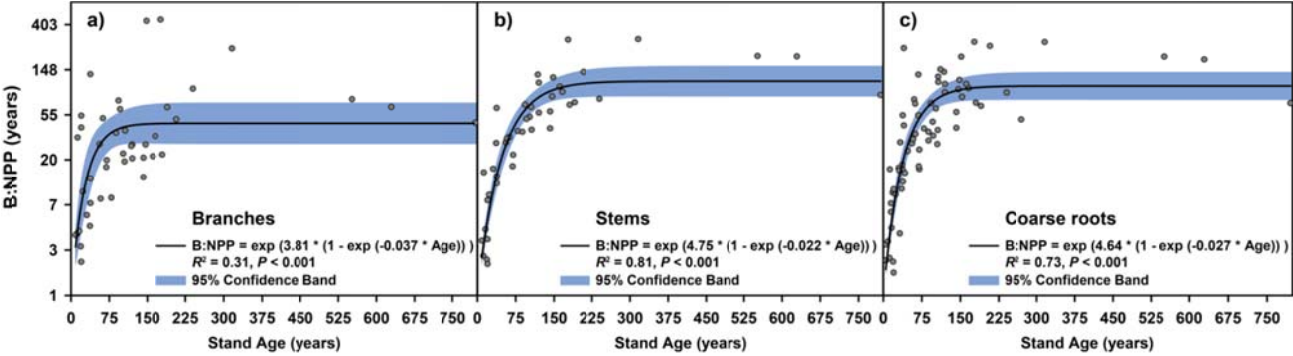 B:NPP (years)
403
148
55
20
7
3
1
a)
Branches
B:NPP = exp (3.81 * (1 - exp (-0.037 * Age)) )
R² = 0.31, P < 0.001
95% Confidence Band
0 75 150 225 300 375 450 525 600 675 750
Stand Age (years)
b)
Stems
B:NPP = exp (4.75 * (1 - exp (-0.022 * Age)) )
R² = 0.81, P < 0.001
95% Confidence Band
0 75 150 225 300 375 450 525 600 675 750
Stand Age (years)
c)
Coarse roots
B:NPP = exp (4.64 * (1 - exp (-0.027 * Age)) )
R² = 0.73, P < 0.001
95% Confidence Band
0 75 150 225 300 375 450 525 600 675 750
Stand Age (years)